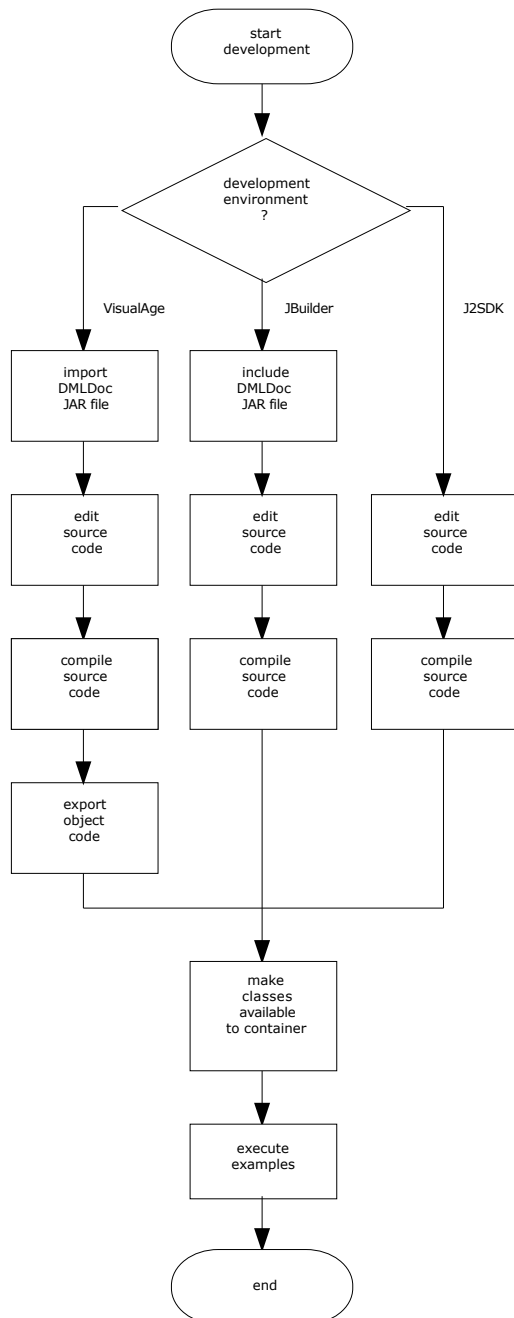 start
development
development
environment
?
VisualAge
JBuilder
J2SDK
import
DMLDoc
JAR file
include
DMLDoc
JAR file
edit
source
code
edit
source
code
edit
source
code
compile
source
code
compile
source
code
compile
source
code
export
object
code
make
classes
available
to container
execute
examples
end